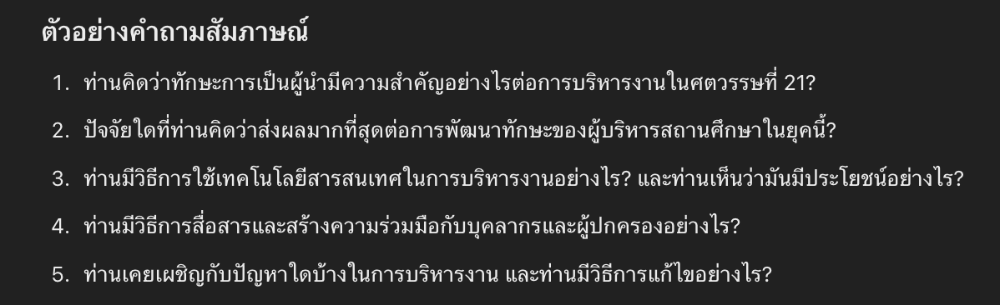 ตัวอย่างคำถามสัมภาษณ์
1. ท่านคิดว่าทักษะการเป็นผู้นำมีความสำคัญอย่างไรต่อการบริหารงานในศตวรรษที่ 21?
2. ปัจจัยใดที่ท่านคิดว่าส่งผลมากที่สุดต่อการพัฒนาทักษะของผู้บริหารสถานศึกษาในยุคนี้?
3. ท่านมีวิธีการใช้เทคโนโลยีสารสนเทศในการบริหารงานอย่างไร? และท่านเห็นว่ามันมีประโยชน์อย่างไร?
4. ท่านมีวิธีการสื่อสารและสร้างความร่วมมือกับบุคลากรและผู้ปกครองอย่างไร?
5. ท่านเคยเผชิญกับปัญหาใดบ้างในการบริหารงาน และท่านมีวิธีการแก้ไขอย่างไร?